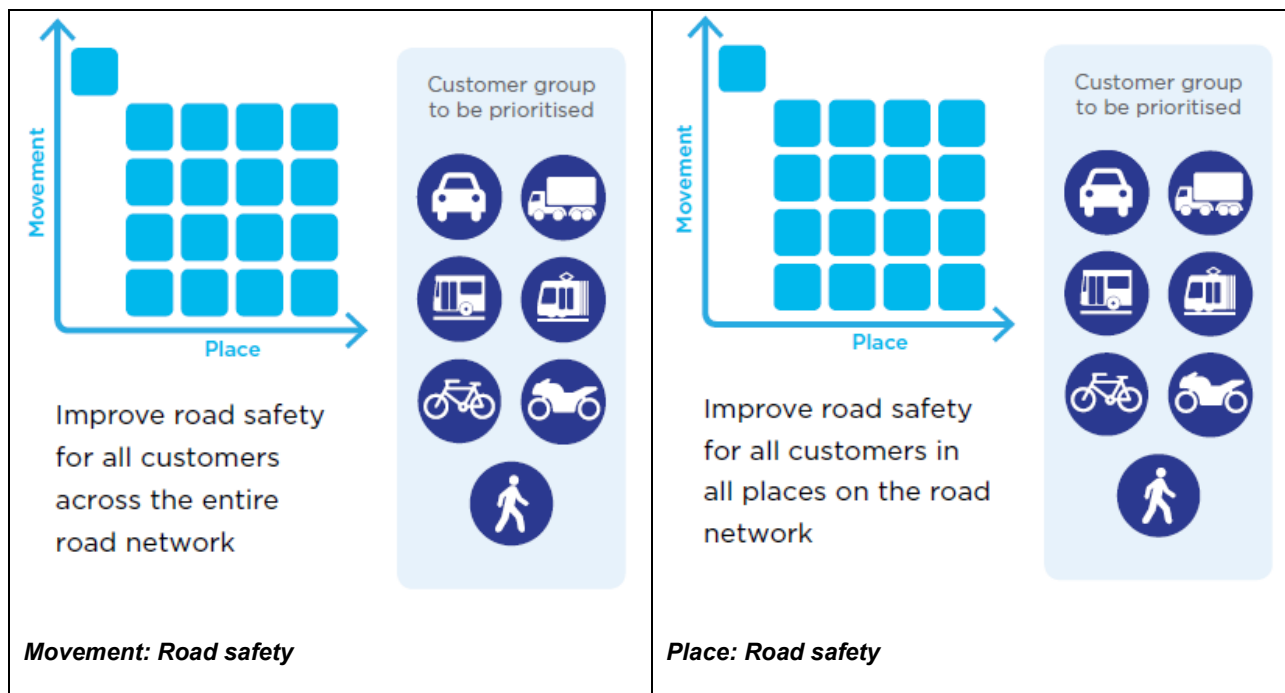 Movement
Place
Customer group
to be prioritised
Improve road safety
for all customers
across the entire
road network
Movement: Road safety
Movement
Place
Customer group
to be prioritised
Improve road safety
for all customers in
all places on the road
network
Place: Road safety